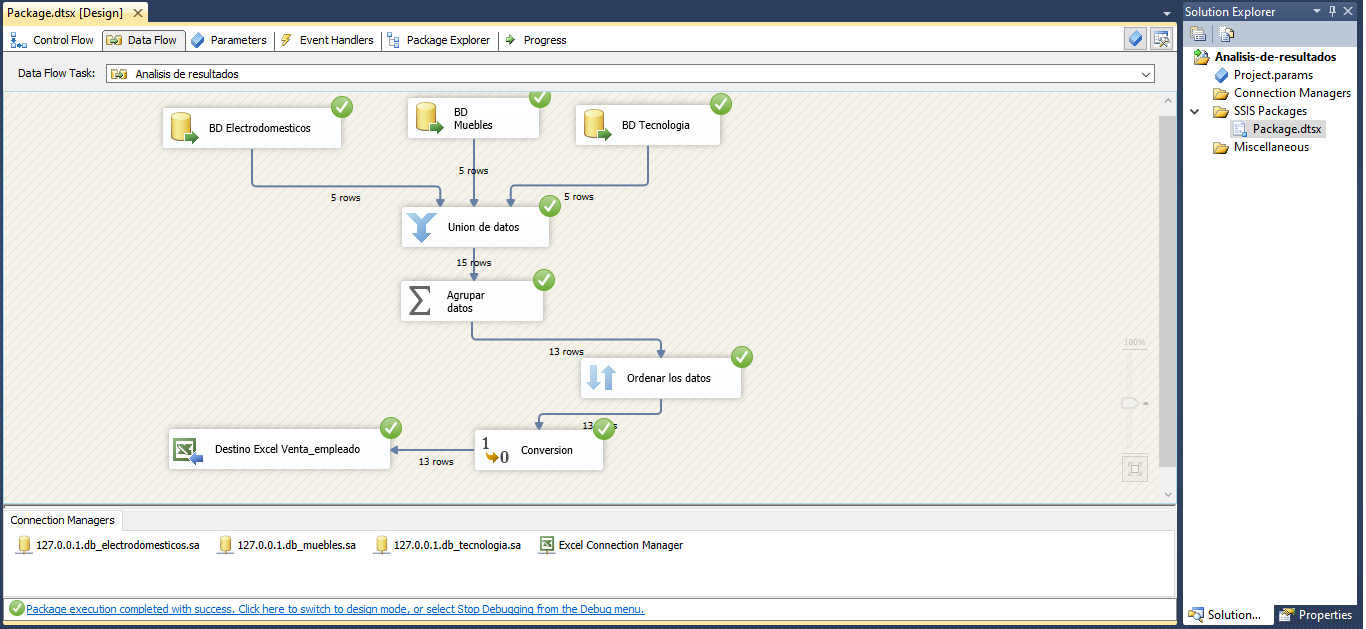 Package.dtsx [Design]
Control Flow
Data Flow
Parameters
Event Handlers
Package Explorer
Progress
Data Flow Task:
Analisis de resultados
BD Electrodomesticos
BD
Muebles
BD Tecnologia
5 rows
5 rows
5 rows
Union de datos
15 rows
Agrupar
datos
13 rows
Ordenar los datos
13
Conversion
1
0
13 rows
Destino Excel Venta_empleado
100%
Connection Managers
127.0.0.1.db_electrodomesticos.sa
127.0.0.1.db_muebles.sa
127.0.0.1.db_tecnologia.sa
Excel Connection Manager
Package execution completed with success. Click here to switch to design mode, or select Stop Debugging from the Debug menu.
Solution Explorer
Analisis-de-resultados
Project.params
Connection Managers
SSIS Packages
Package.dtsx
Miscellaneous
Solution...
Properties